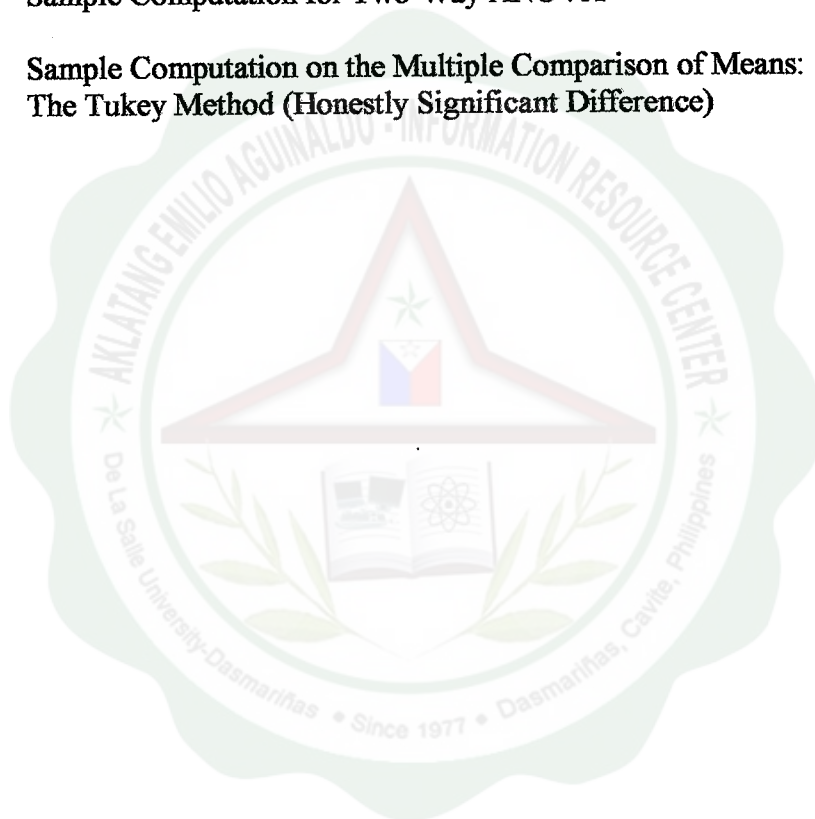 Sample Computation for Two-Way ANOVA
Sample Computation on the Multiple Comparison of Means:
The Tukey Method (Honestly Significant Difference)
AKLATANG EMILIO AGUINALDO - INFORMATION RESOURCE CENTER
De La Salle University-Dasmariñas • Since 1977 • Dasmariñas, Cavite, Philippines